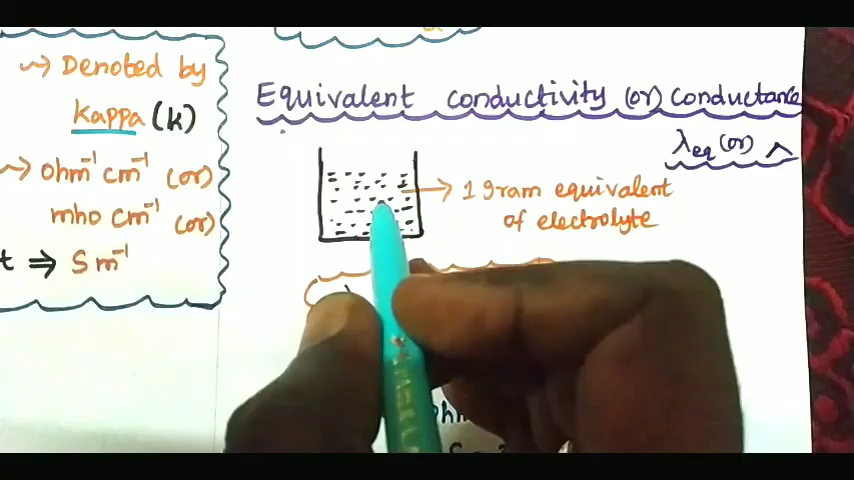 ~> Denoted by
kappa (k)
~> ohm⁻¹ cm⁻¹ (or)
mho cm⁻¹ (or)
t ⇒ S m⁻¹
Equivalent conductivity (or) conductance
λeq (or) ∧
→ 1 gram equivalent
of electrolyte